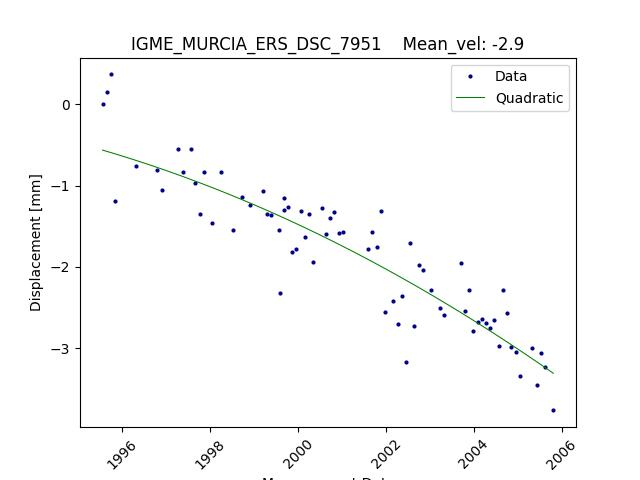 IGME_MURCIA_ERS_DSC_7951    Mean_vel: -2.9
Data
Quadratic
Displacement [mm]
0
−1
−2
−3
1996
1998
2000
2002
2004
2006